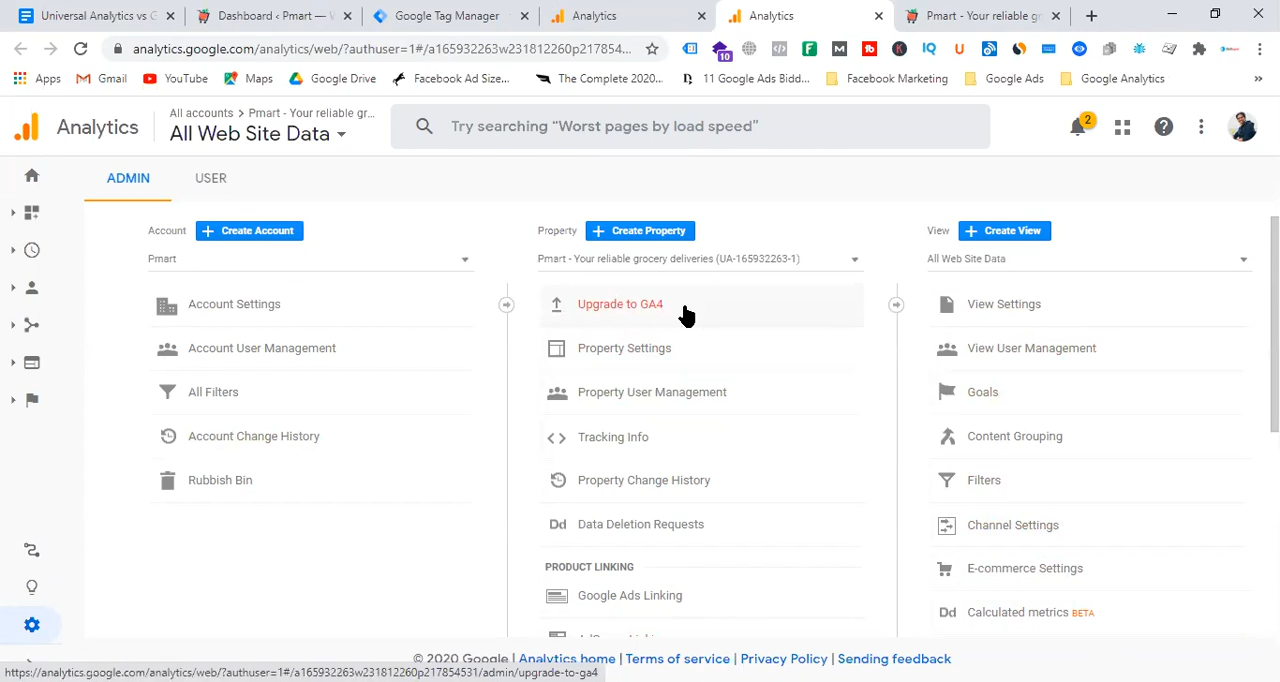 Universal Analytics vs G
Dashboard ‹ Pmart —
Google Tag Manager
Analytics
Analytics
Pmart - Your reliable gr
analytics.google.com/analytics/web/?authuser=1#/a165932263w231812260p217854...
10
Apps
Gmail
YouTube
Maps
Google Drive
Facebook Ad Size...
The Complete 2020...
11 Google Ads Bidd...
Facebook Marketing
Google Ads
Google Analytics
Analytics
All accounts > Pmart - Your reliable gr...
All Web Site Data
Try searching “Worst pages by load speed”
2
ADMIN
USER
Account
+ Create Account
Property
+ Create Property
View
+ Create View
Pmart
Pmart - Your reliable grocery deliveries (UA-165932263-1)
All Web Site Data
Account Settings
Upgrade to GA4
View Settings
Account User Management
Property Settings
View User Management
All Filters
Property User Management
Goals
Account Change History
Tracking Info
Content Grouping
Rubbish Bin
Property Change History
Filters
Dd Data Deletion Requests
Channel Settings
PRODUCT LINKING
E-commerce Settings
Google Ads Linking
Dd Calculated metrics BETA
© 2020 Google | Analytics home | Terms of service | Privacy Policy | Sending feedback
https://analytics.google.com/analytics/web/?authuser=1#/a165932263w231812260p217854531/admin/upgrade-to-ga4